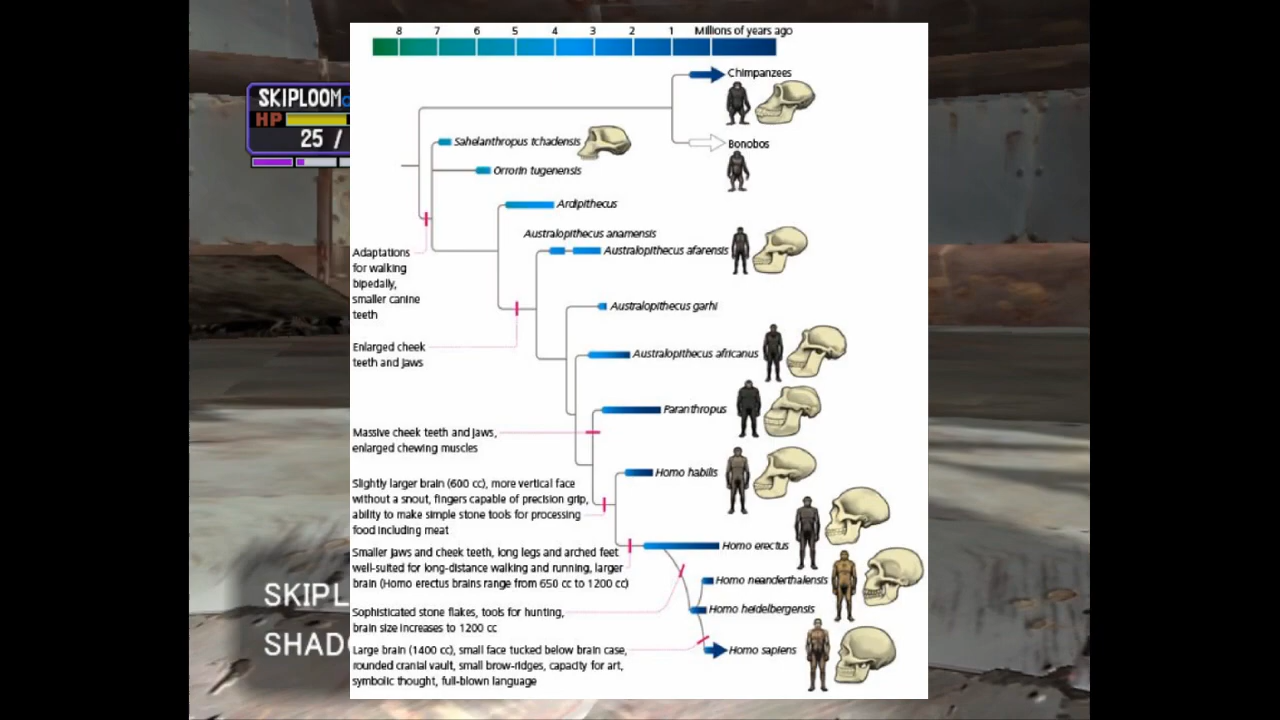 8 7 6 5 4 3 2 1 Millions of years ago
Chimpanzees
SKIPLOOM
HP
25 /
Sahelanthropus tchadensis
Bonobos
Orrorin tugenensis
Ardipithecus
Australopithecus anamensis
Australopithecus afarensis
Adaptations
for walking
bipedally,
smaller canine
teeth
Australopithecus garhi
Enlarged cheek
teeth and jaws
Australopithecus africanus
Paranthropus
Massive cheek teeth and jaws,
enlarged chewing muscles
Homo habilis
Slightly larger brain (600 cc), more vertical face
without a snout, fingers capable of precision grip,
ability to make simple stone tools for processing
food including meat
Homo erectus
Smaller jaws and cheek teeth, long legs and arched feet
well-suited for long-distance walking and running, larger
brain (Homo erectus brains range from 650 cc to 1200 cc)
Homo neanderthalensis
SKIPL
Homo heidelbergensis
Sophisticated stone flakes, tools for hunting,
brain size increases to 1200 cc
SHAD
Homo sapiens
Large brain (1400 cc), small face tucked below brain case,
rounded cranial vault, small brow-ridges, capacity for art,
symbolic thought, full-blown language